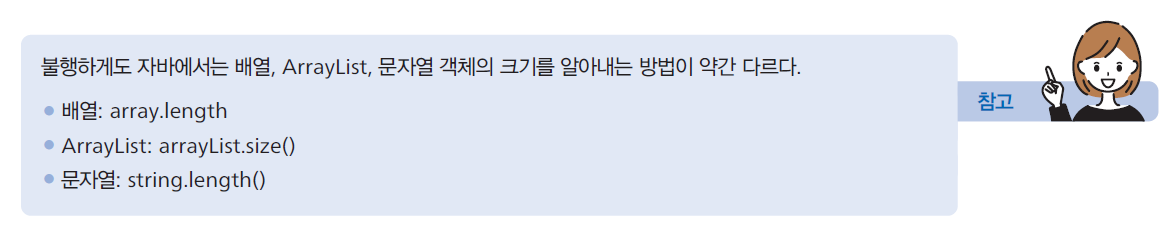 불행하게도 자바에서는 배열, ArrayList, 문자열 객체의 크기를 알아내는 방법이 약간 다르다.
● 배열: array.length
● ArrayList: arrayList.size()
● 문자열: string.length()
참고